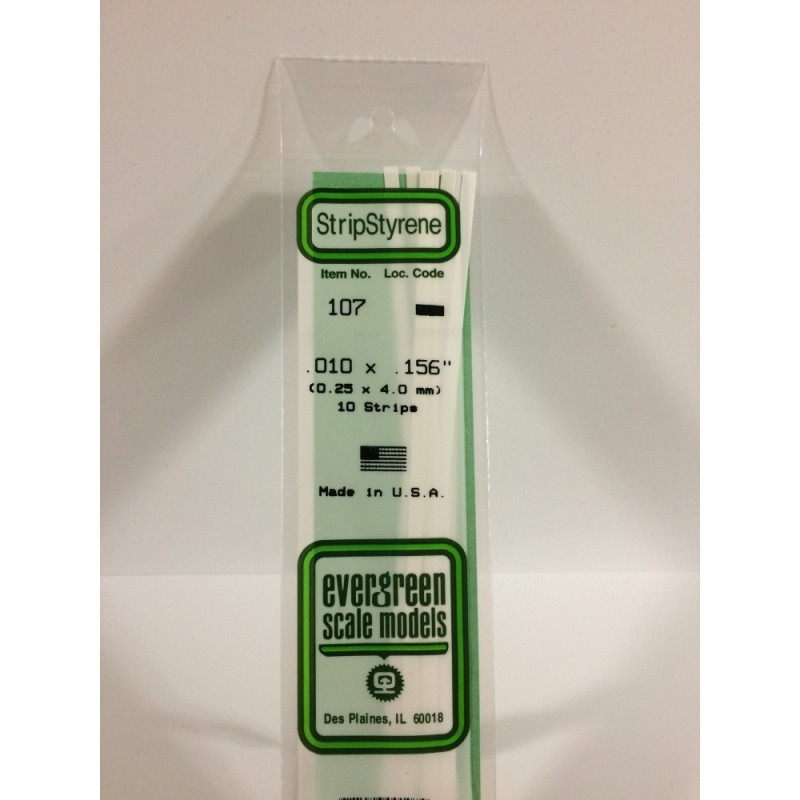 StripStyrene
Item No. Loc. Code
107
.010 x .156"
(0.25 x 4.0 mm)
10 Strips
Made in U.S.A.
evergreen
scale models
Des Plaines, IL 60018